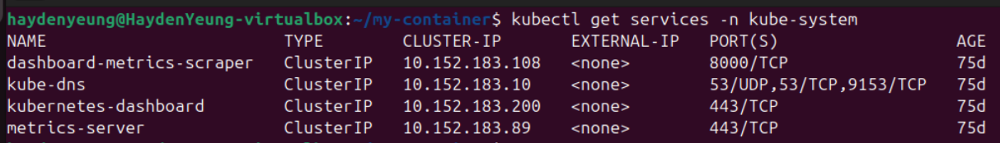 haydenyeung@HaydenYeung-virtualbox:~/my-container$ kubectl get services -n kube-system
NAME TYPE CLUSTER-IP EXTERNAL-IP PORT(S) AGE
dashboard-metrics-scraper ClusterIP 10.152.183.108 <none> 8000/TCP 75d
kube-dns ClusterIP 10.152.183.10 <none> 53/UDP,53/TCP,9153/TCP 75d
kubernetes-dashboard ClusterIP 10.152.183.200 <none> 443/TCP 75d
metrics-server ClusterIP 10.152.183.89 <none> 443/TCP 75d